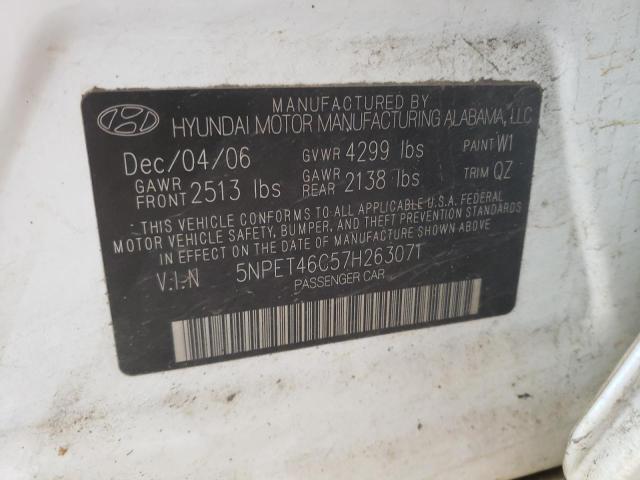 MANUFACTURED BY
HYUNDAI MOTOR MANUFACTURING ALABAMA, LLC
Dec/04/06 GVWR 4299 lbs PAINT W1
GAWR FRONT 2513 lbs GAWR REAR 2138 lbs TRIM QZ
THIS VEHICLE CONFORMS TO ALL APPLICABLE U.S.A. FEDERAL
MOTOR VEHICLE SAFETY, BUMPER, AND THEFT PREVENTION STANDARDS
IN EFFECT ON THE DATE OF MANUFACTURE SHOWN ABOVE
V.I.N 5NPET46C57H263071
PASSENGER CAR